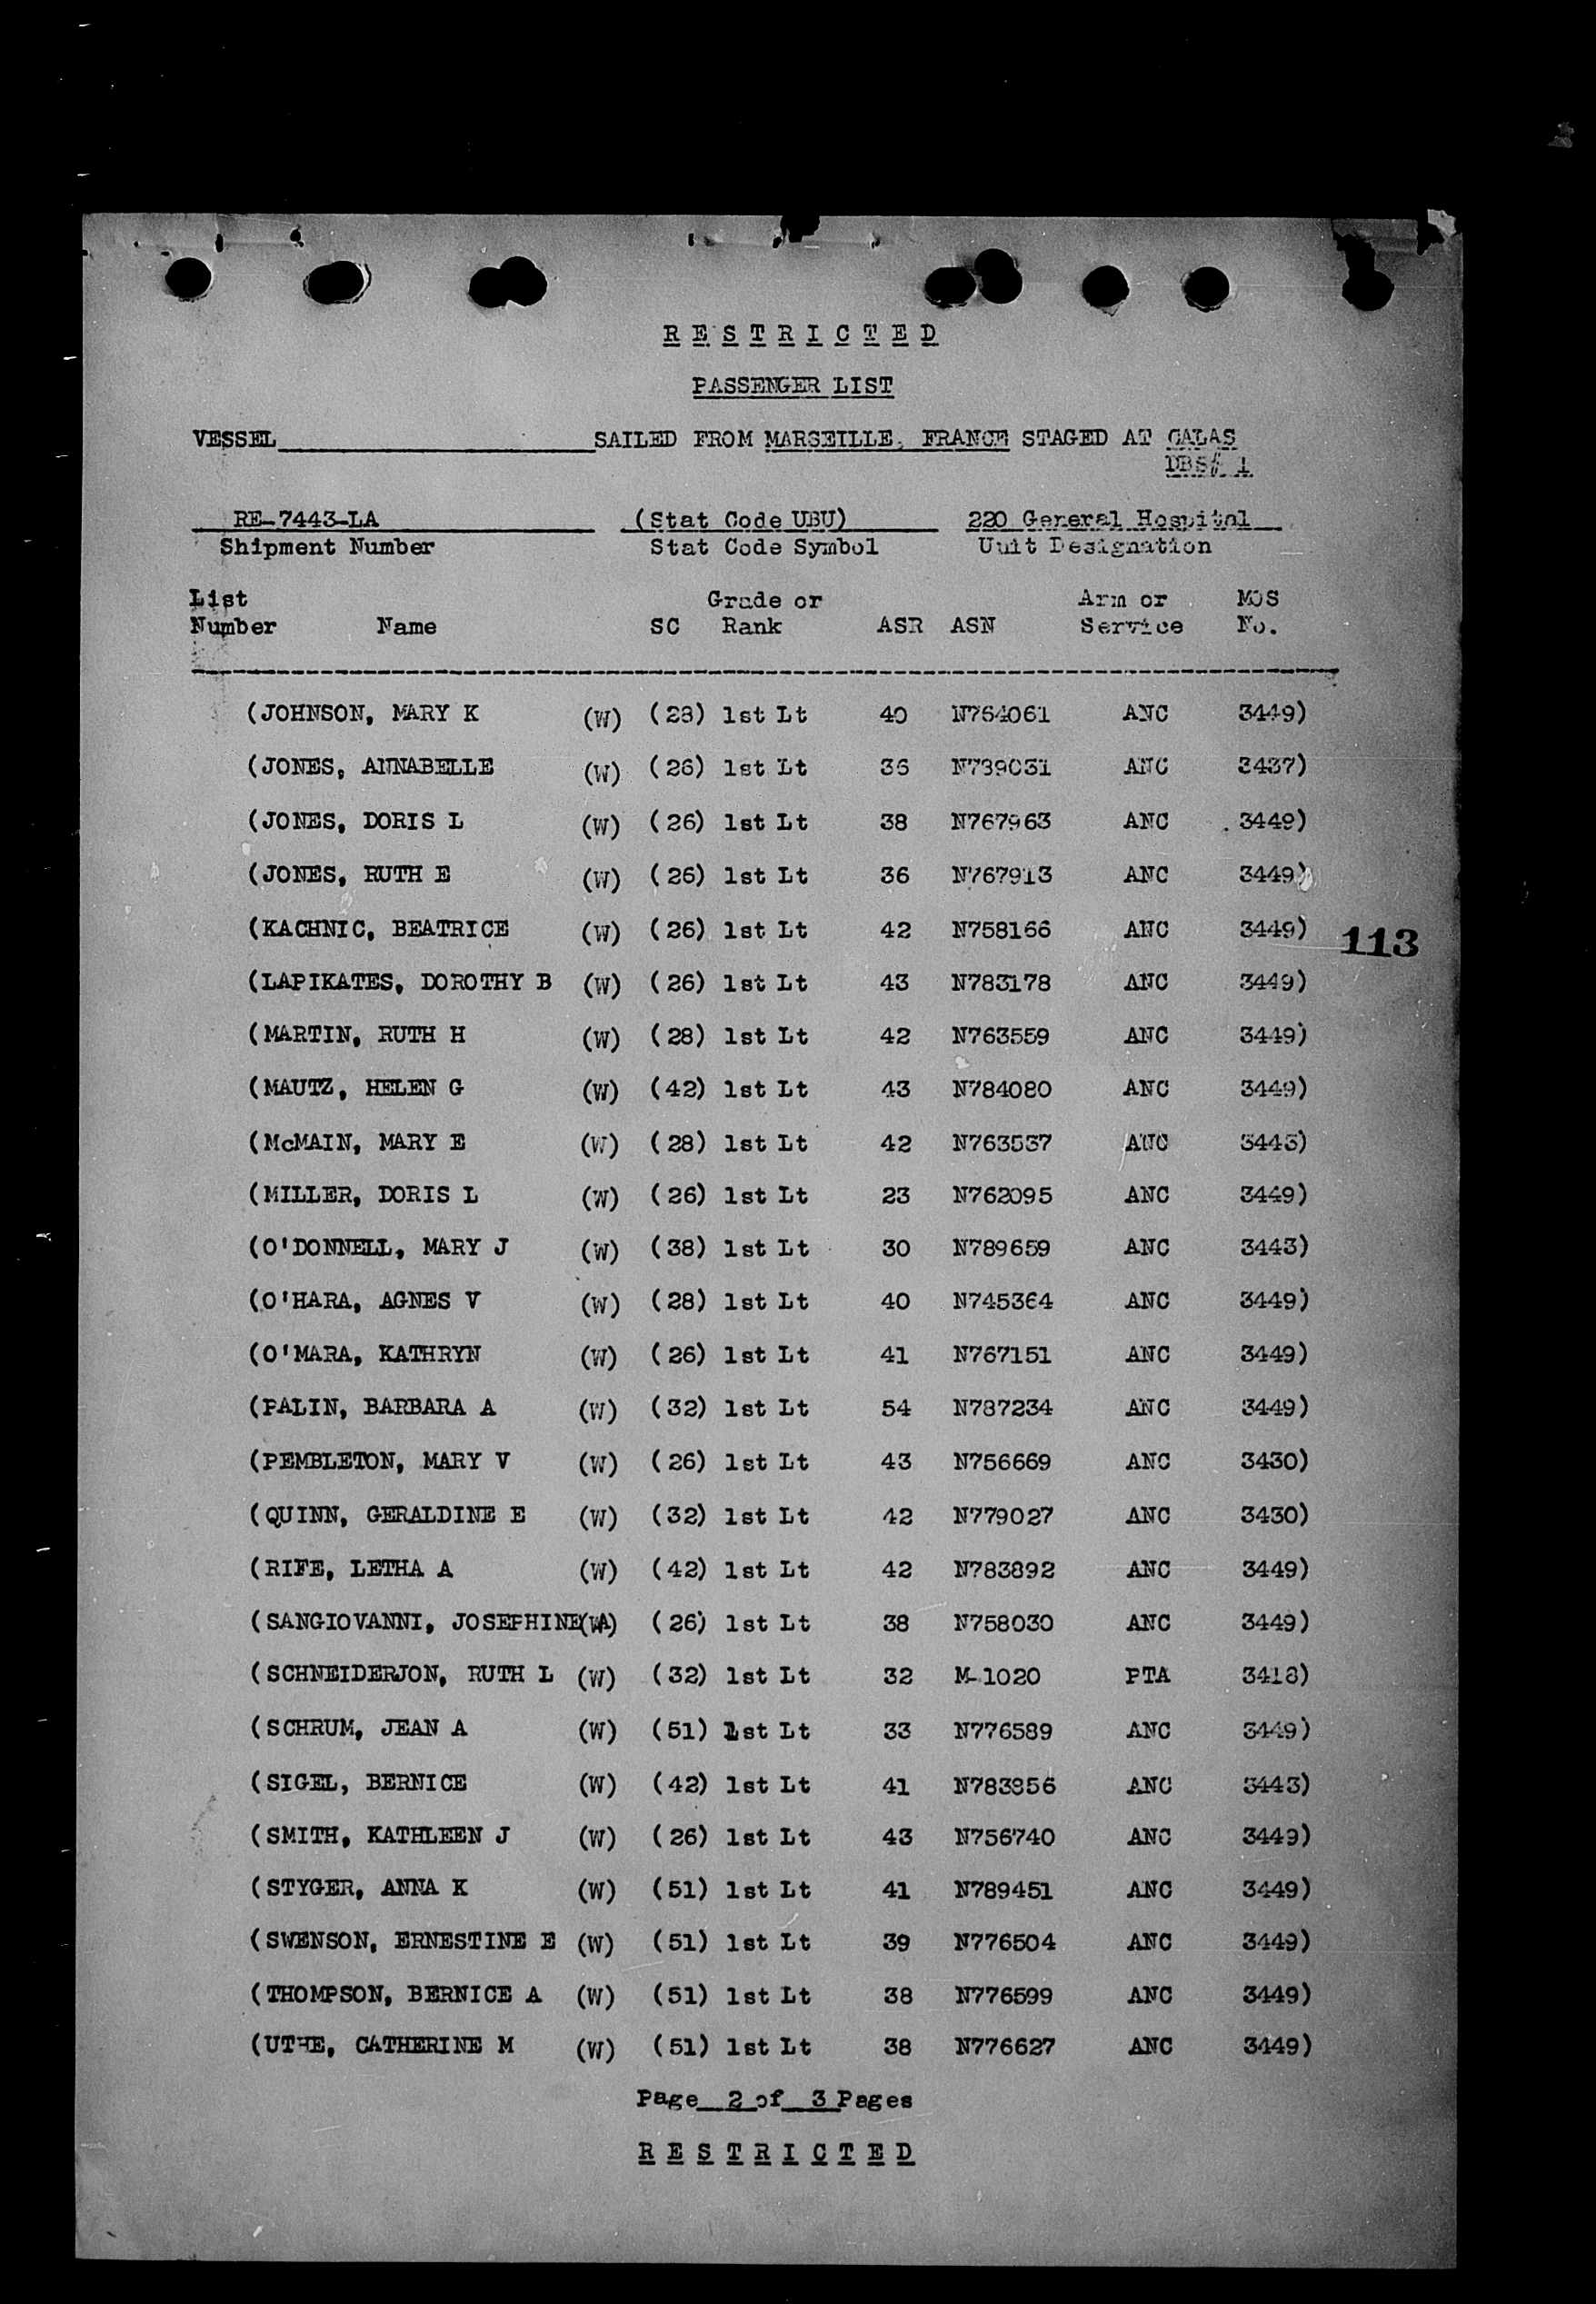 R E S T R I C T E D
PASSENGER LIST
VESSEL____________________SAILED FROM MARSEILLE, FRANCE STAGED AT CALAS
DBS# 1
RE-7443-LA (Stat Code UBU) 220 General Hospital
Shipment Number Stat Code Symbol Unit Designation
List Grade or Arm or MOS
Number Name SC Rank ASR ASN Service No.
(JOHNSON, MARY K (W) (28) 1st Lt 40 N764061 ANC 3449)
(JONES, ANNABELLE (W) (26) 1st Lt 36 N789031 ANC 3437)
(JONES, DORIS L (W) (26) 1st Lt 38 N767963 ANC 3449)
(JONES, RUTH E (W) (26) 1st Lt 36 N767913 ANC 3449)
(KACHNIC, BEATRICE (W) (26) 1st Lt 42 N758166 ANC 3449)
113
(LAPIKATES, DOROTHY B (W) (26) 1st Lt 43 N783178 ANC 3449)
(MARTIN, RUTH H (W) (28) 1st Lt 42 N763559 ANC 3449)
(MAUTZ, HELEN G (W) (42) 1st Lt 43 N784080 ANC 3449)
(McMAIN, MARY E (W) (28) 1st Lt 42 N763537 ANC 3443)
(MILLER, DORIS L (W) (26) 1st Lt 23 N762095 ANC 3449)
(O'DONNELL, MARY J (W) (38) 1st Lt 30 N789659 ANC 3443)
(O'HARA, AGNES V (W) (28) 1st Lt 40 N745364 ANC 3449)
(O'MARA, KATHRYN (W) (26) 1st Lt 41 N767151 ANC 3449)
(PALIN, BARBARA A (W) (32) 1st Lt 54 N787234 ANC 3449)
(PEMBLETON, MARY V (W) (26) 1st Lt 43 N756669 ANC 3430)
(QUINN, GERALDINE E (W) (32) 1st Lt 42 N779027 ANC 3430)
(RIFE, LETHA A (W) (42) 1st Lt 42 N783892 ANC 3449)
(SANGIOVANNI, JOSEPHINE A (W) (26) 1st Lt 38 N758030 ANC 3449)
(SCHNEIDERJON, RUTH L (W) (32) 1st Lt 32 M-1020 PTA 3418)
(SCHRUM, JEAN A (W) (51) 1st Lt 33 N776589 ANC 3449)
(SIGEL, BERNICE (W) (42) 1st Lt 41 N783856 ANC 3443)
(SMITH, KATHLEEN J (W) (26) 1st Lt 43 N756740 ANC 3449)
(STYGER, ANNA K (W) (51) 1st Lt 41 N789451 ANC 3449)
(SWENSON, ERNESTINE E (W) (51) 1st Lt 39 N776504 ANC 3449)
(THOMPSON, BERNICE A (W) (51) 1st Lt 38 N776599 ANC 3449)
(UTHE, CATHERINE M (W) (51) 1st Lt 38 N776627 ANC 3449)
Page 2 of 3 Pages
R E S T R I C T E D